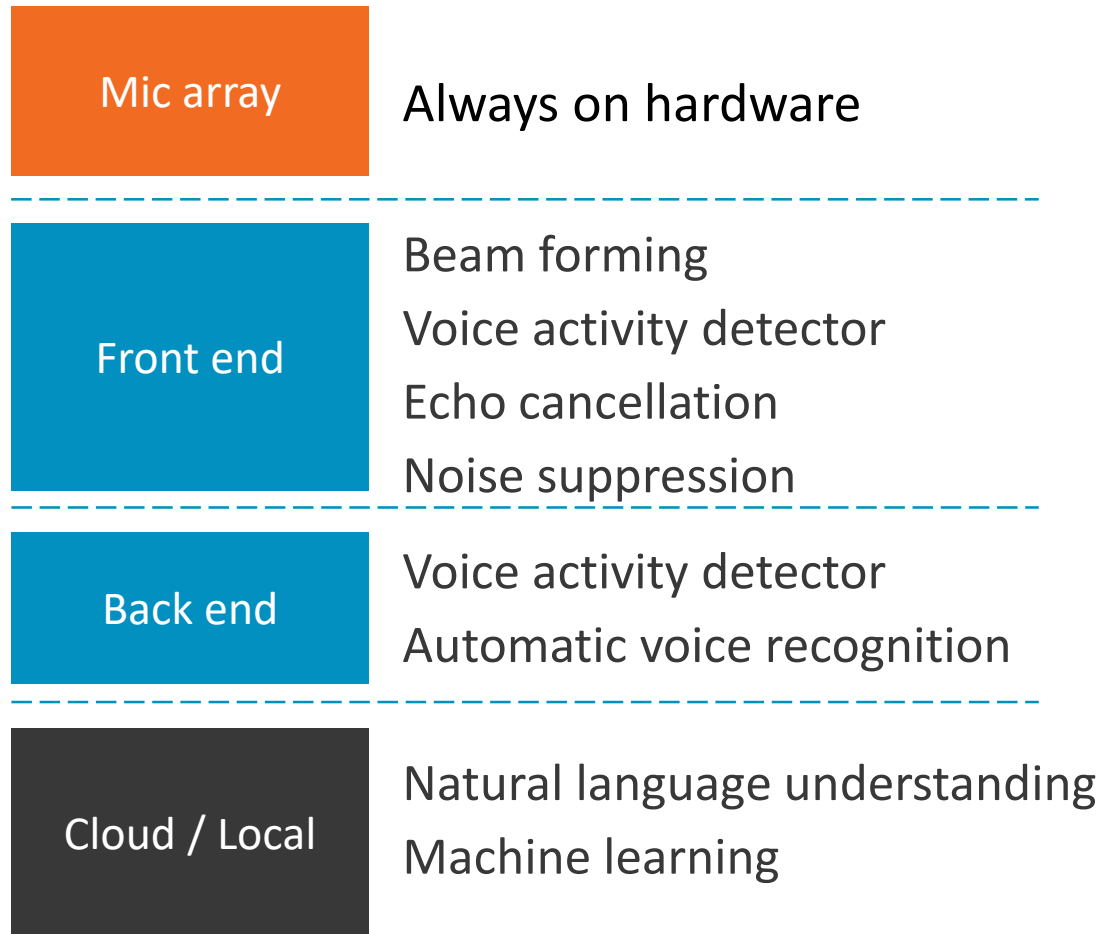 Mic array
Always on hardware
Front end
Beam forming
Voice activity detector
Echo cancellation
Noise suppression
Back end
Voice activity detector
Automatic voice recognition
Cloud / Local
Natural language understanding
Machine learning